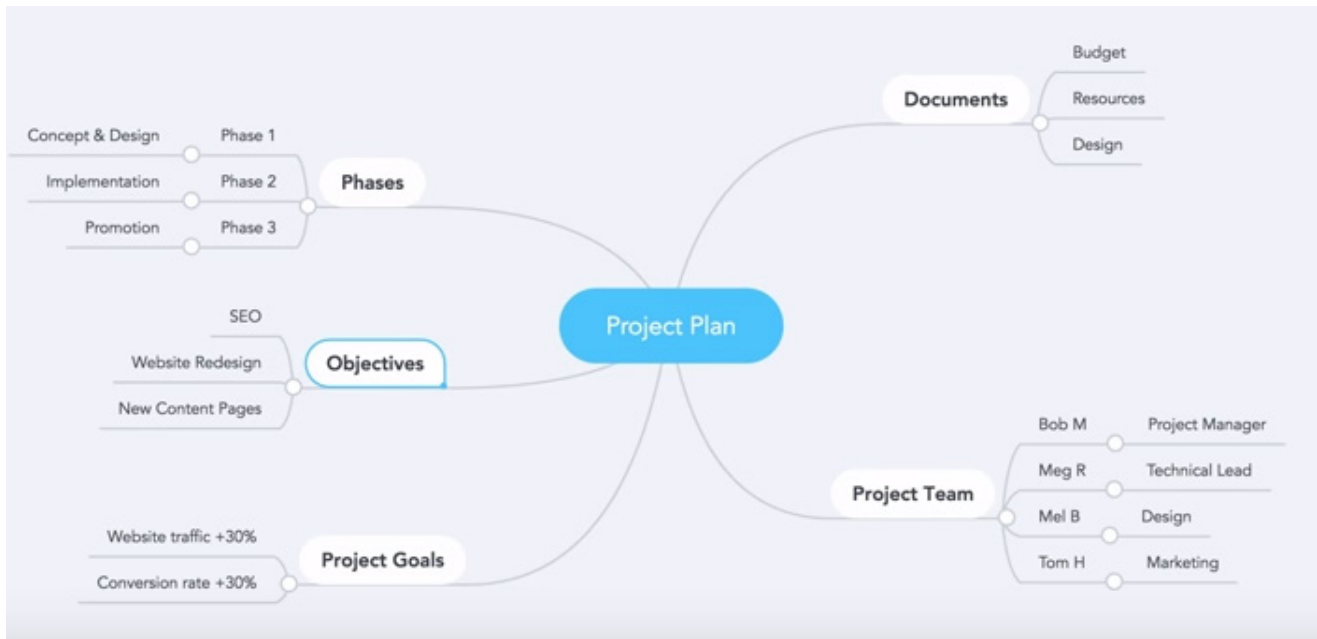 Project Plan
Phases
Phase 1
Concept & Design
Phase 2
Implementation
Phase 3
Promotion
Objectives
SEO
Website Redesign
New Content Pages
Project Goals
Website traffic +30%
Conversion rate +30%
Documents
Budget
Resources
Design
Project Team
Bob M
Project Manager
Meg R
Technical Lead
Mel B
Design
Tom H
Marketing